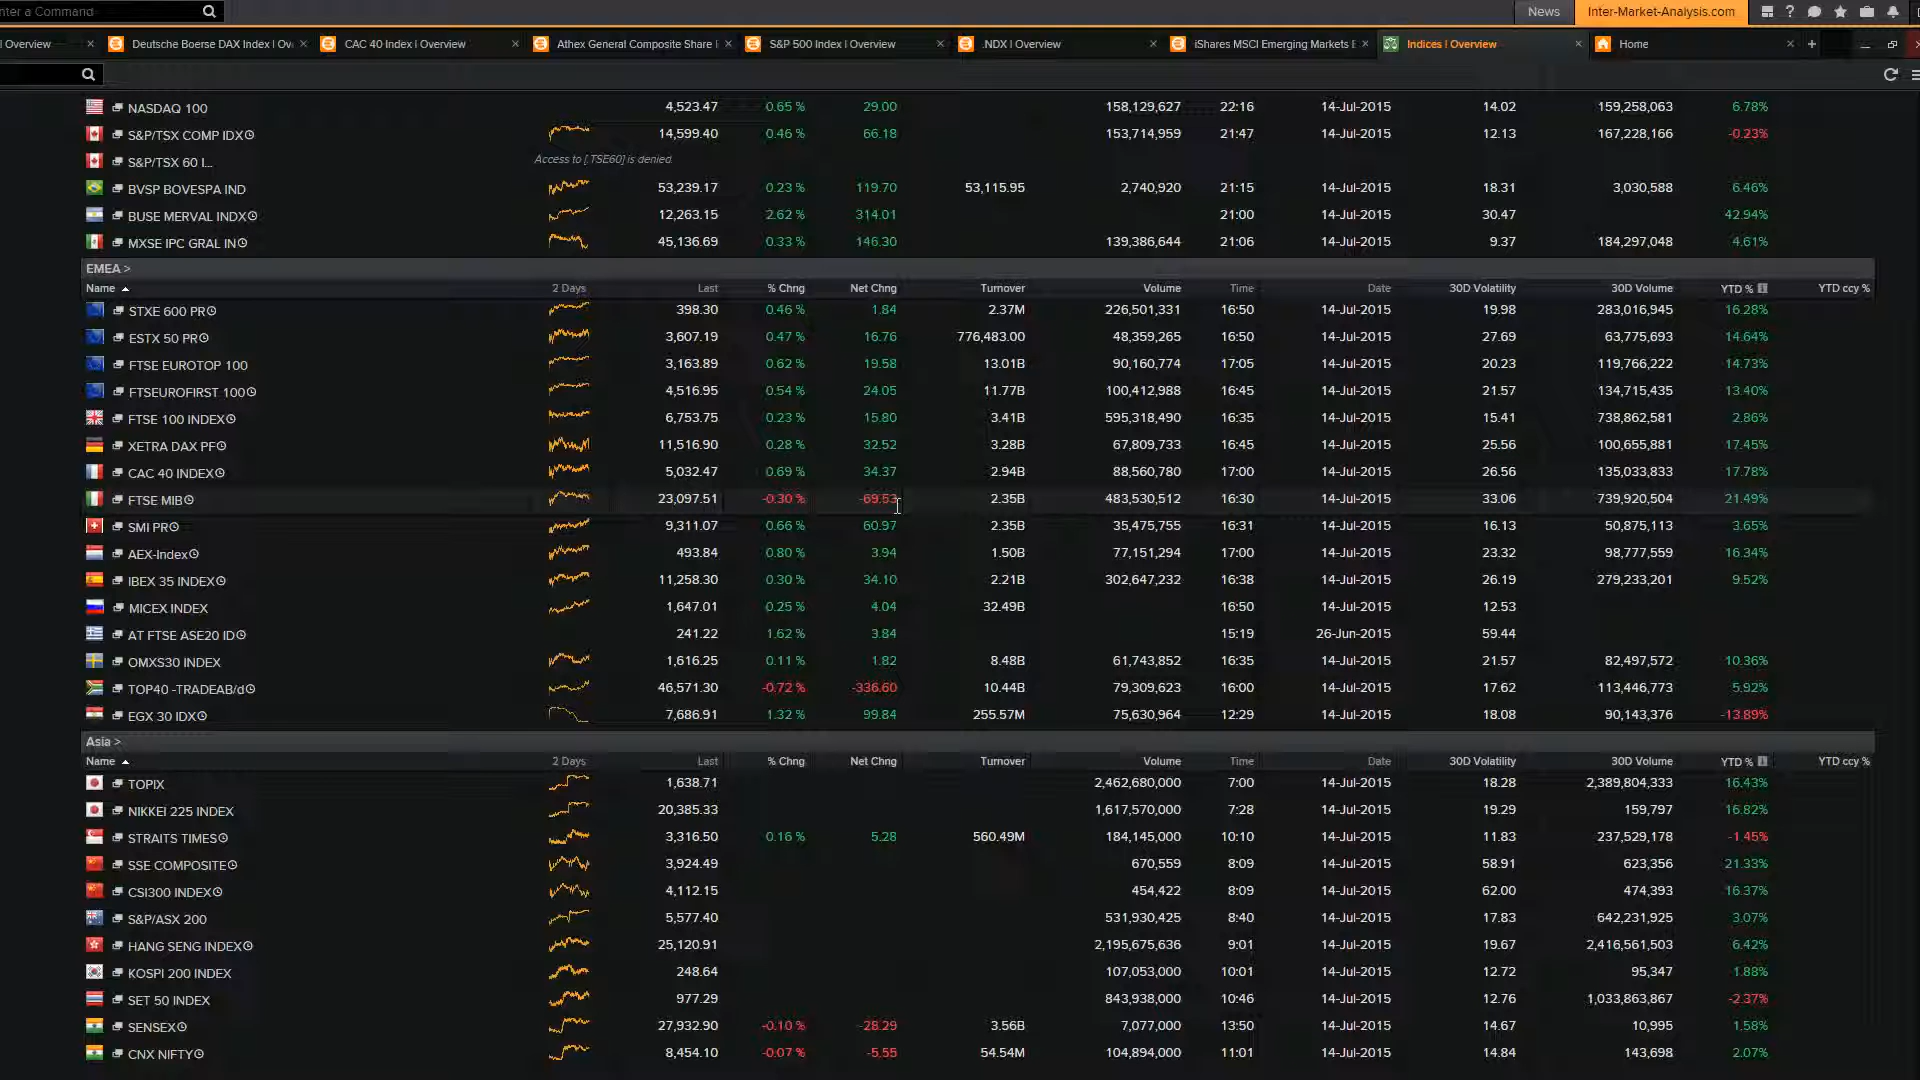 nter a Command News Inter-Market-Analysis.com ?
l Overview Deutsche Boerse DAX Index l Ov CAC 40 Index l Overview Athex General Composite Share S&P 500 Index l Overview .NDX l Overview iShares MSCI Emerging Markets E Indices l Overview Home
NASDAQ 100 4,523.47 0.65 % 29.00 158,129,627 22:16 14-Jul-2015 14.02 159,258,063 6.78%
S&P/TSX COMP IDX 14,599.40 0.46 % 66.18 153,714,959 21:47 14-Jul-2015 12.13 167,228,166 -0.23%
S&P/TSX 60 I... Access to [.TSE60] is denied.
BVSP BOVESPA IND 53,239.17 0.23 % 119.70 53,115.95 2,740,920 21:15 14-Jul-2015 18.31 3,030,588 6.46%
BUSE MERVAL INDX 12,263.15 2.62 % 314.01 21:00 14-Jul-2015 30.47 42.94%
MXSE IPC GRAL IN 45,136.69 0.33 % 146.30 139,386,644 21:06 14-Jul-2015 9.37 184,297,048 4.61%
EMEA >
Name 2 Days Last % Chng Net Chng Turnover Volume Time Date 30D Volatility 30D Volume YTD % YTD ccy %
STXE 600 PR 398.30 0.46 % 1.84 2.37M 226,501,331 16:50 14-Jul-2015 19.98 283,016,945 16.28%
ESTX 50 PR 3,607.19 0.47 % 16.76 776,483.00 48,359,265 16:50 14-Jul-2015 27.69 63,775,693 14.64%
FTSE EUROTOP 100 3,163.89 0.62 % 19.58 13.01B 90,160,774 17:05 14-Jul-2015 20.23 119,766,222 14.73%
FTSEUROFIRST 100 4,516.95 0.54 % 24.05 11.77B 100,412,988 16:45 14-Jul-2015 21.57 134,715,435 13.40%
FTSE 100 INDEX 6,753.75 0.23 % 15.80 3.41B 595,318,490 16:35 14-Jul-2015 15.41 738,862,581 2.86%
XETRA DAX PF 11,516.90 0.28 % 32.52 3.28B 67,809,733 16:45 14-Jul-2015 25.56 100,655,881 17.45%
CAC 40 INDEX 5,032.47 0.69 % 34.37 2.94B 88,560,780 17:00 14-Jul-2015 26.56 135,033,833 17.78%
FTSE MIB 23,097.51 -0.30 % -69.53 2.35B 483,530,512 16:30 14-Jul-2015 33.06 739,920,504 21.49%
SMI PR 9,311.07 0.66 % 60.97 2.35B 35,475,755 16:31 14-Jul-2015 16.13 50,875,113 3.65%
AEX-Index 493.84 0.80 % 3.94 1.50B 77,151,294 17:00 14-Jul-2015 23.32 98,777,559 16.34%
IBEX 35 INDEX 11,258.30 0.30 % 34.10 2.21B 302,647,232 16:38 14-Jul-2015 26.19 279,233,201 9.52%
MICEX INDEX 1,647.01 0.25 % 4.04 32.49B 16:50 14-Jul-2015 12.53
AT FTSE ASE20 ID 241.22 1.62 % 3.84 15:19 26-Jun-2015 59.44
OMXS30 INDEX 1,616.25 0.11 % 1.82 8.48B 61,743,852 16:35 14-Jul-2015 21.57 82,497,572 10.36%
TOP40 -TRADEAB/d 46,571.30 -0.72 % -336.60 10.44B 79,309,623 16:00 14-Jul-2015 17.62 113,446,773 5.92%
EGX 30 IDX 7,686.91 1.32 % 99.84 255.57M 75,630,964 12:29 14-Jul-2015 18.08 90,143,376 -13.89%
Asia >
Name 2 Days Last % Chng Net Chng Turnover Volume Time Date 30D Volatility 30D Volume YTD % YTD ccy %
TOPIX 1,638.71 2,462,680,000 7:00 14-Jul-2015 18.28 2,389,804,333 16.43%
NIKKEI 225 INDEX 20,385.33 1,617,570,000 7:28 14-Jul-2015 19.29 159,797 16.82%
STRAITS TIMES 3,316.50 0.16 % 5.28 560.49M 184,145,000 10:10 14-Jul-2015 11.83 237,529,178 -1.45%
SSE COMPOSITE 3,924.49 670,559 8:09 14-Jul-2015 58.91 623,356 21.33%
CSI300 INDEX 4,112.15 454,422 8:09 14-Jul-2015 62.00 474,393 16.37%
S&P/ASX 200 5,577.40 531,930,425 8:40 14-Jul-2015 17.83 642,231,925 3.07%
HANG SENG INDEX 25,120.91 2,195,675,636 9:01 14-Jul-2015 19.67 2,416,561,503 6.42%
KOSPI 200 INDEX 248.64 107,053,000 10:01 14-Jul-2015 12.72 95,347 1.88%
SET 50 INDEX 977.29 843,938,000 10:46 14-Jul-2015 12.76 1,033,863,867 -2.37%
SENSEX 27,932.90 -0.10 % -28.29 3.56B 7,077,000 13:50 14-Jul-2015 14.67 10,995 1.58%
CNX NIFTY 8,454.10 -0.07 % -5.55 54.54M 104,894,000 11:01 14-Jul-2015 14.84 143,698 2.07%